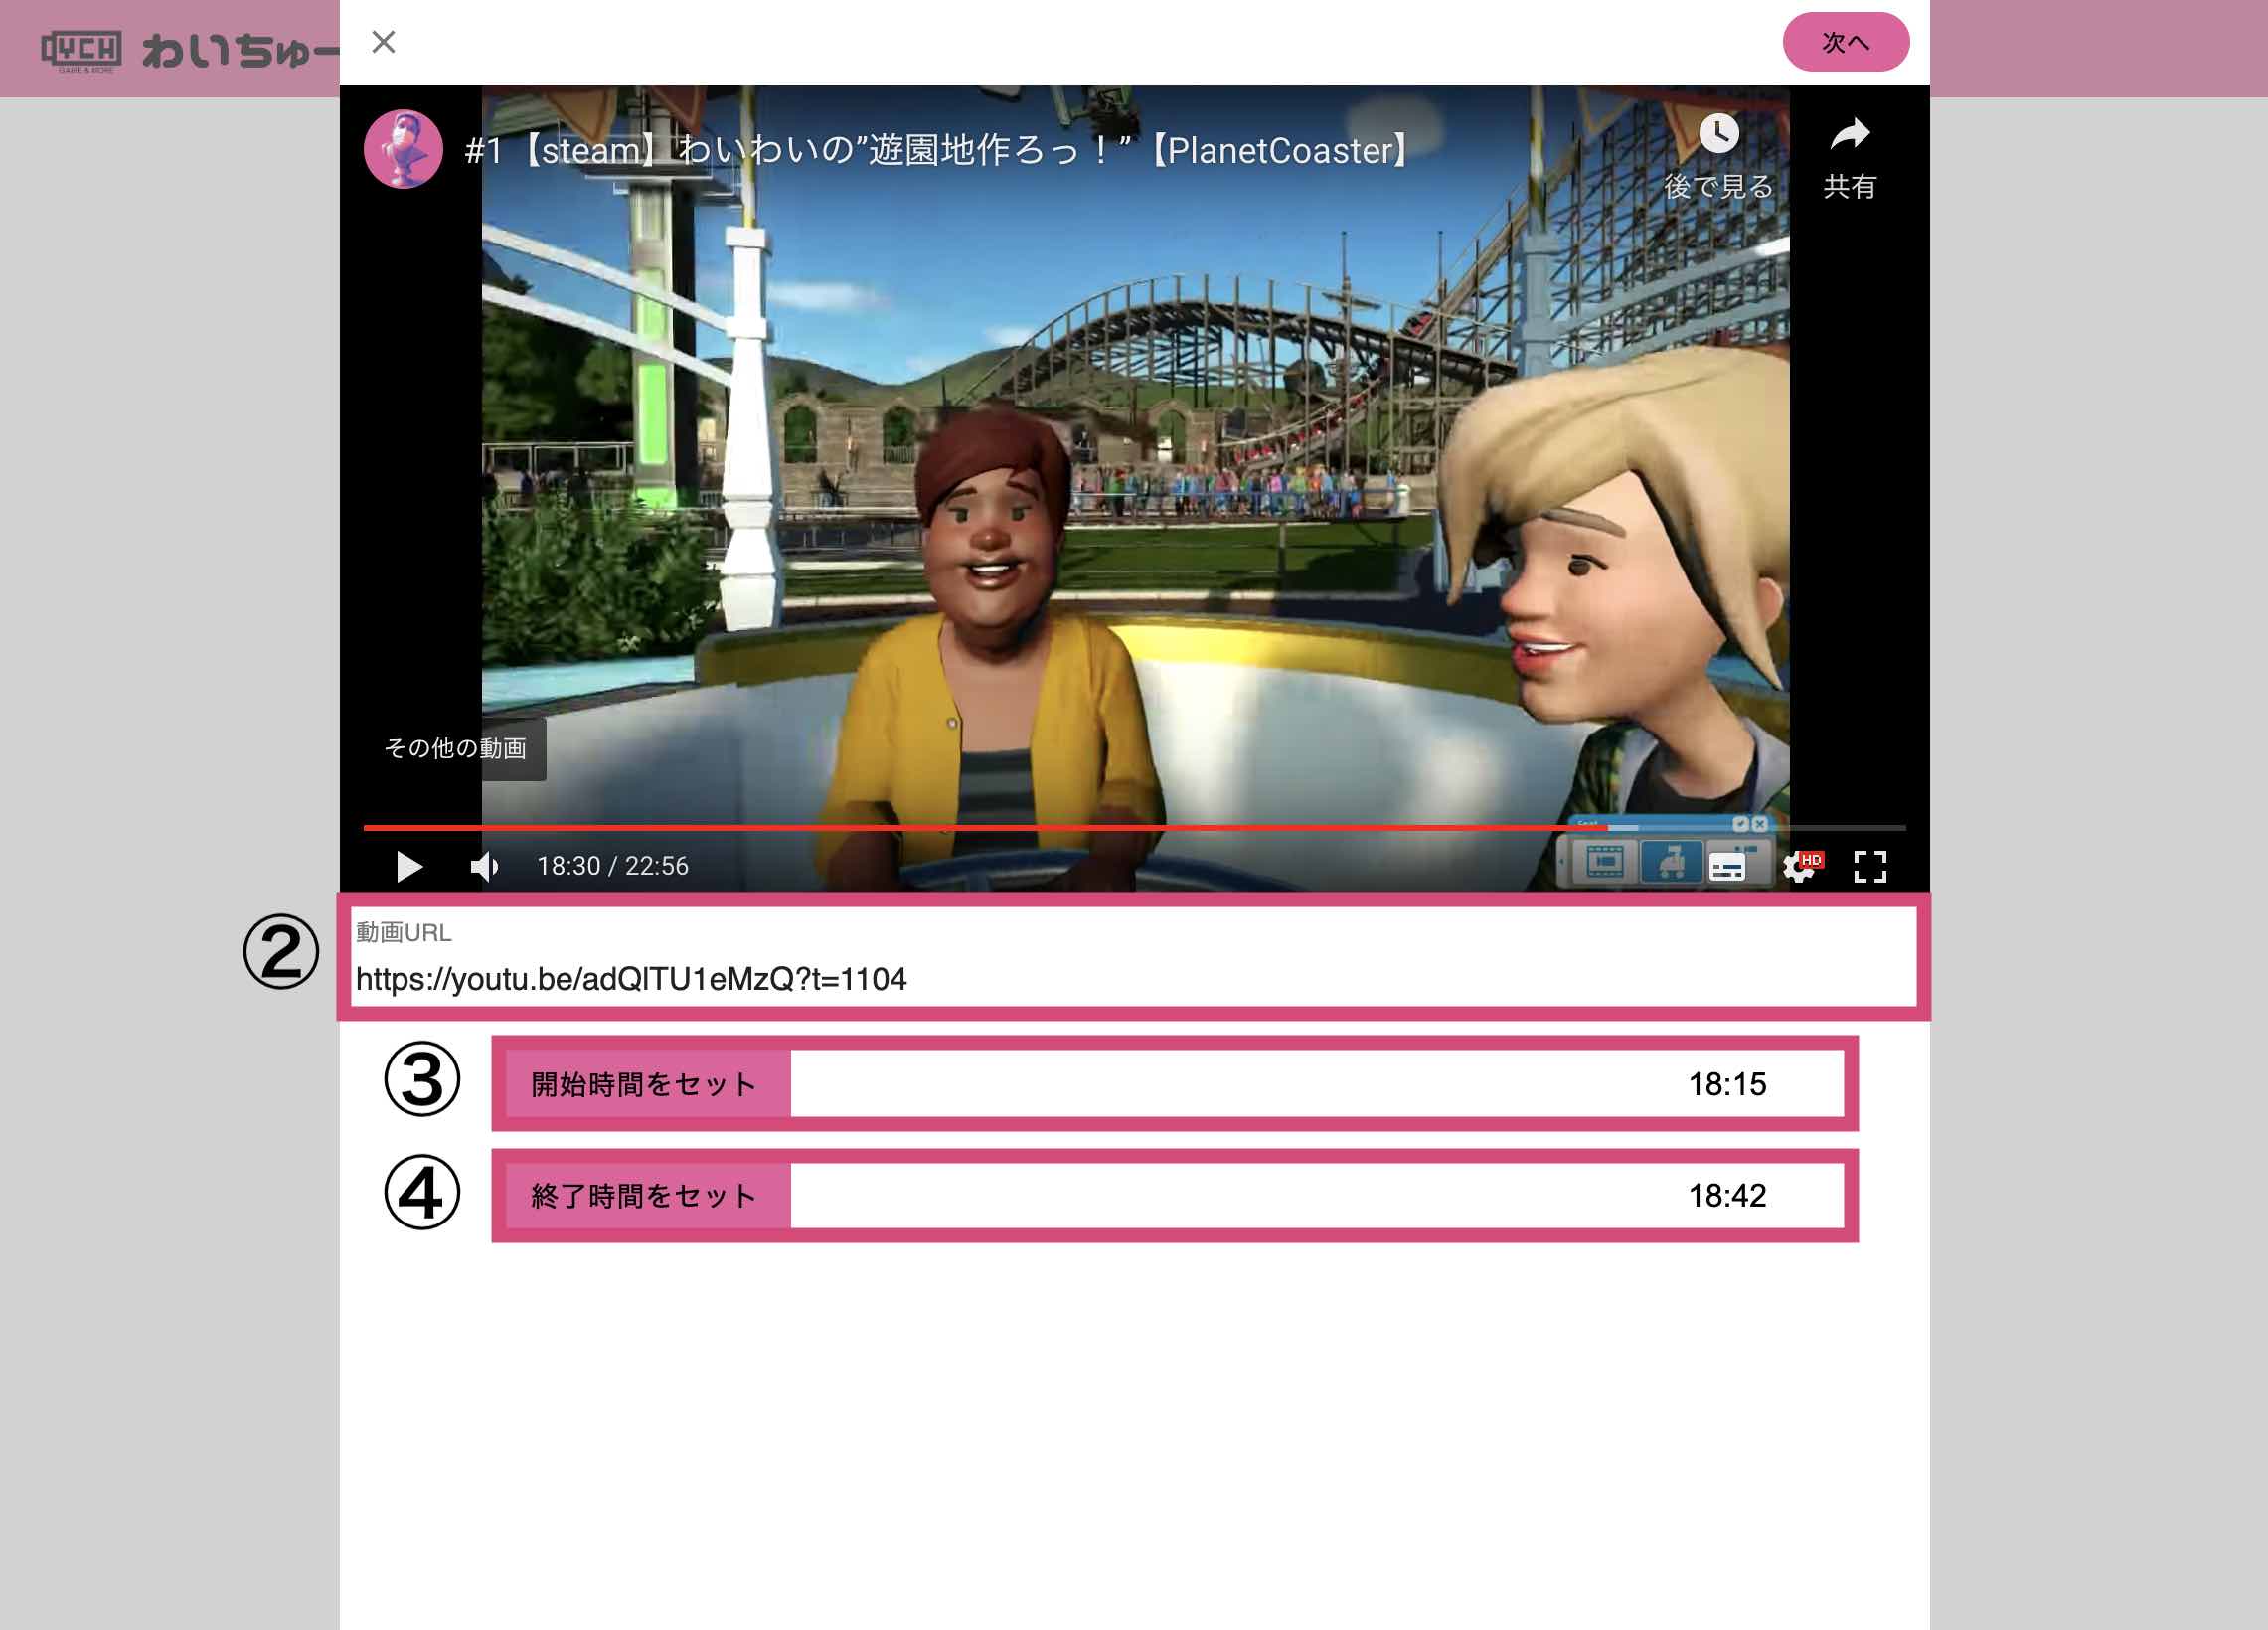 YCH わいちゅー
GAME & MORE
次へ
#1【steam】わいわいの”遊園地作ろっ！”【PlanetCoaster】
後で見る
共有
その他の動画
18:30 / 22:56
HD
②
動画URL
https://youtu.be/adQlTU1eMzQ?t=1104
③
開始時間をセット
18:15
④
終了時間をセット
18:42